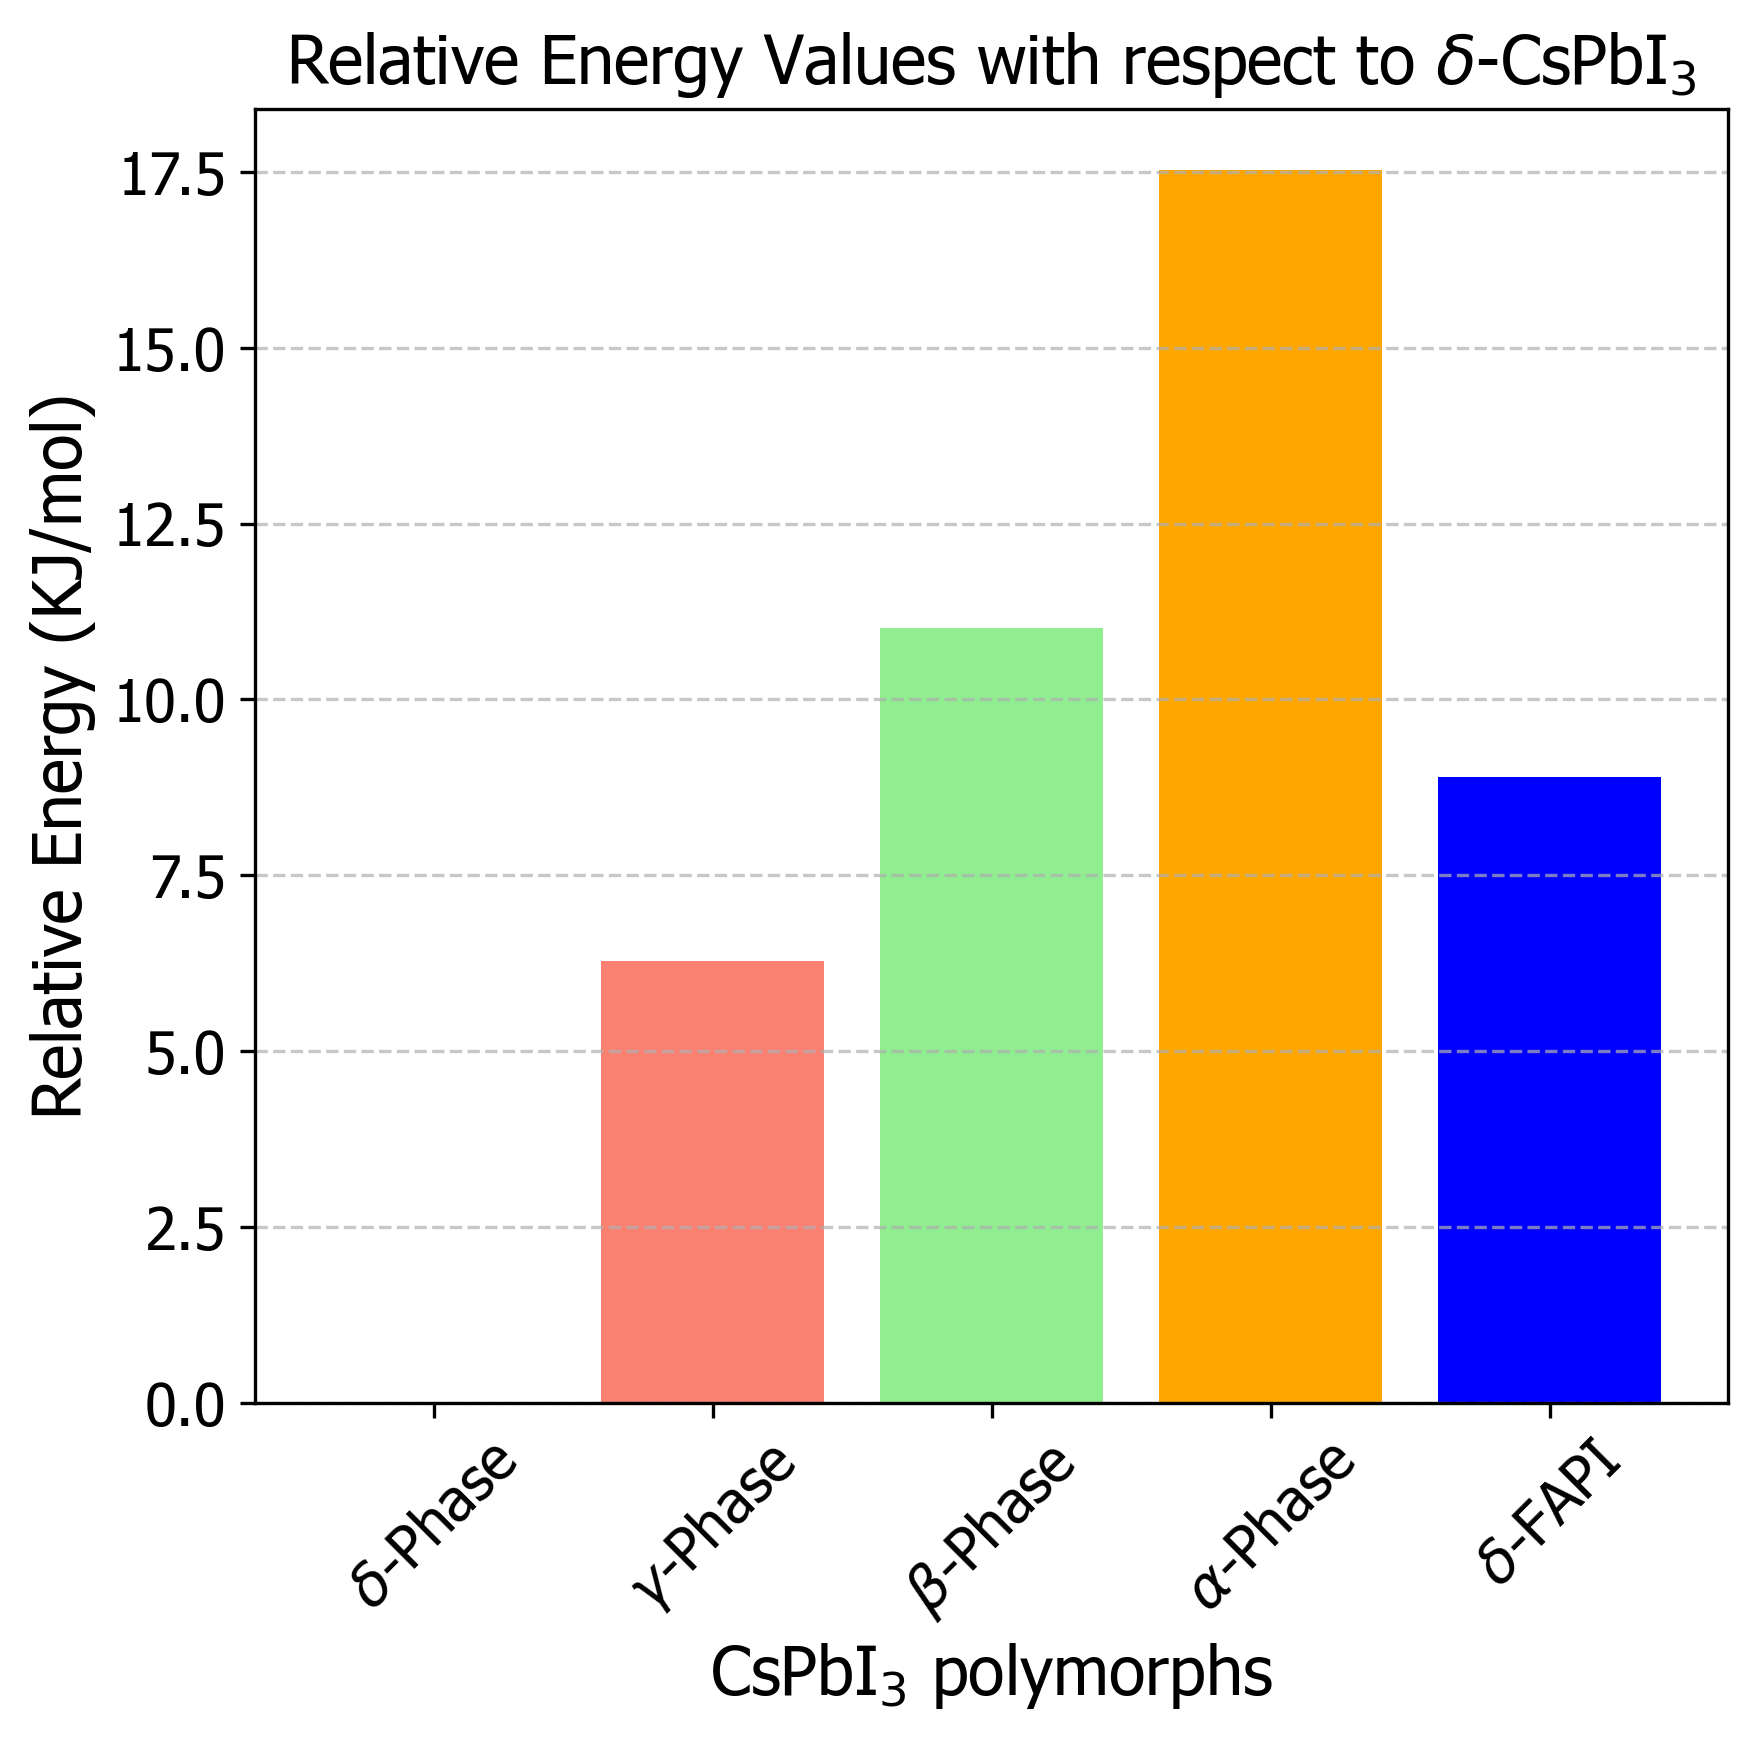 Relative Energy Values with respect to δ-CsPbI₃
Relative Energy (KJ/mol)
17.5
15.0
12.5
10.0
7.5
5.0
2.5
0.0
δ-Phase
γ-Phase
β-Phase
α-Phase
δ-FAPI
CsPbI₃ polymorphs